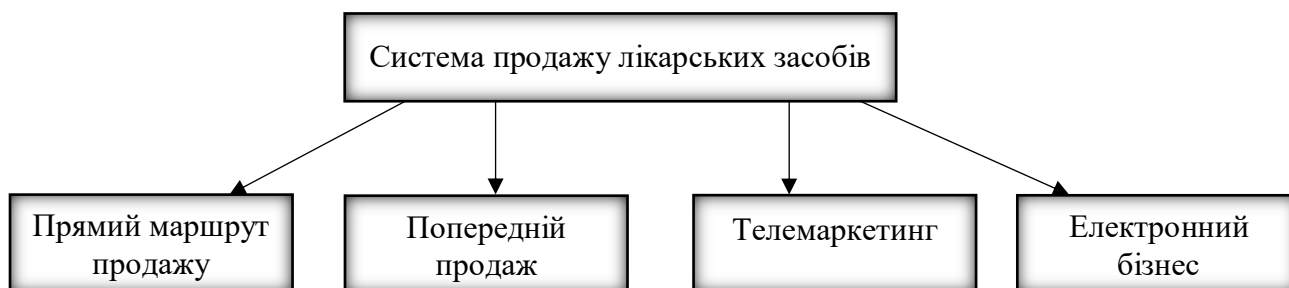 Система продажу лікарських засобів
Прямий маршрут
продажу
Попередній
продаж
Телемаркетинг
Електронний
бізнес